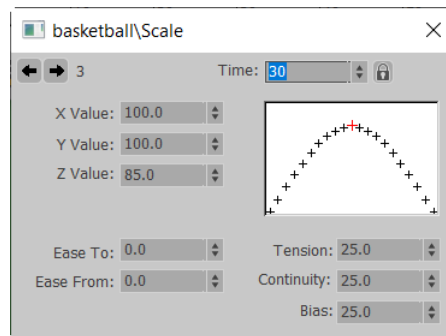 basketball\Scale
3 Time: 30
X Value: 100.0
Y Value: 100.0
Z Value: 85.0
Ease To: 0.0 Tension: 25.0
Ease From: 0.0 Continuity: 25.0
Bias: 25.0